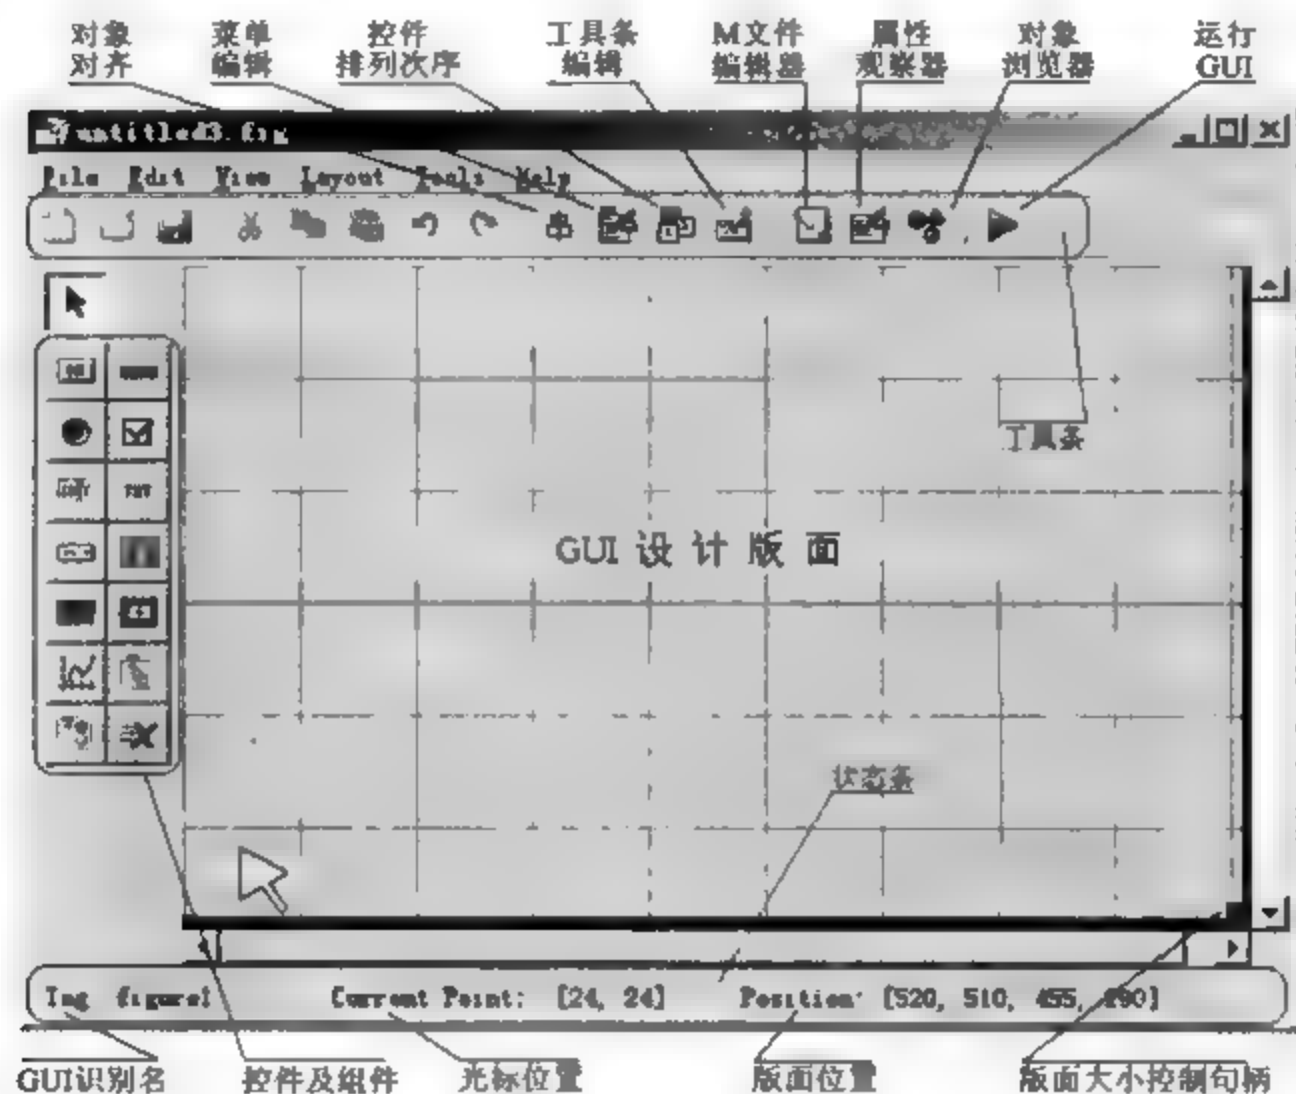 对象
对齐
菜单
编辑
控件
排列次序
工具条
编辑
M文件
编辑器
属性
观察器
对象
浏览器
运行
GUI
untitled3.fig
File Edit View Layout Tools Help
工具条
GUI 设计版面
状态条
Tag figure1 Current Point: [24, 24] Position: [520, 510, 455, 290]
GUI识别名
控件及组件
光标位置
版面位置
版面大小控制句柄